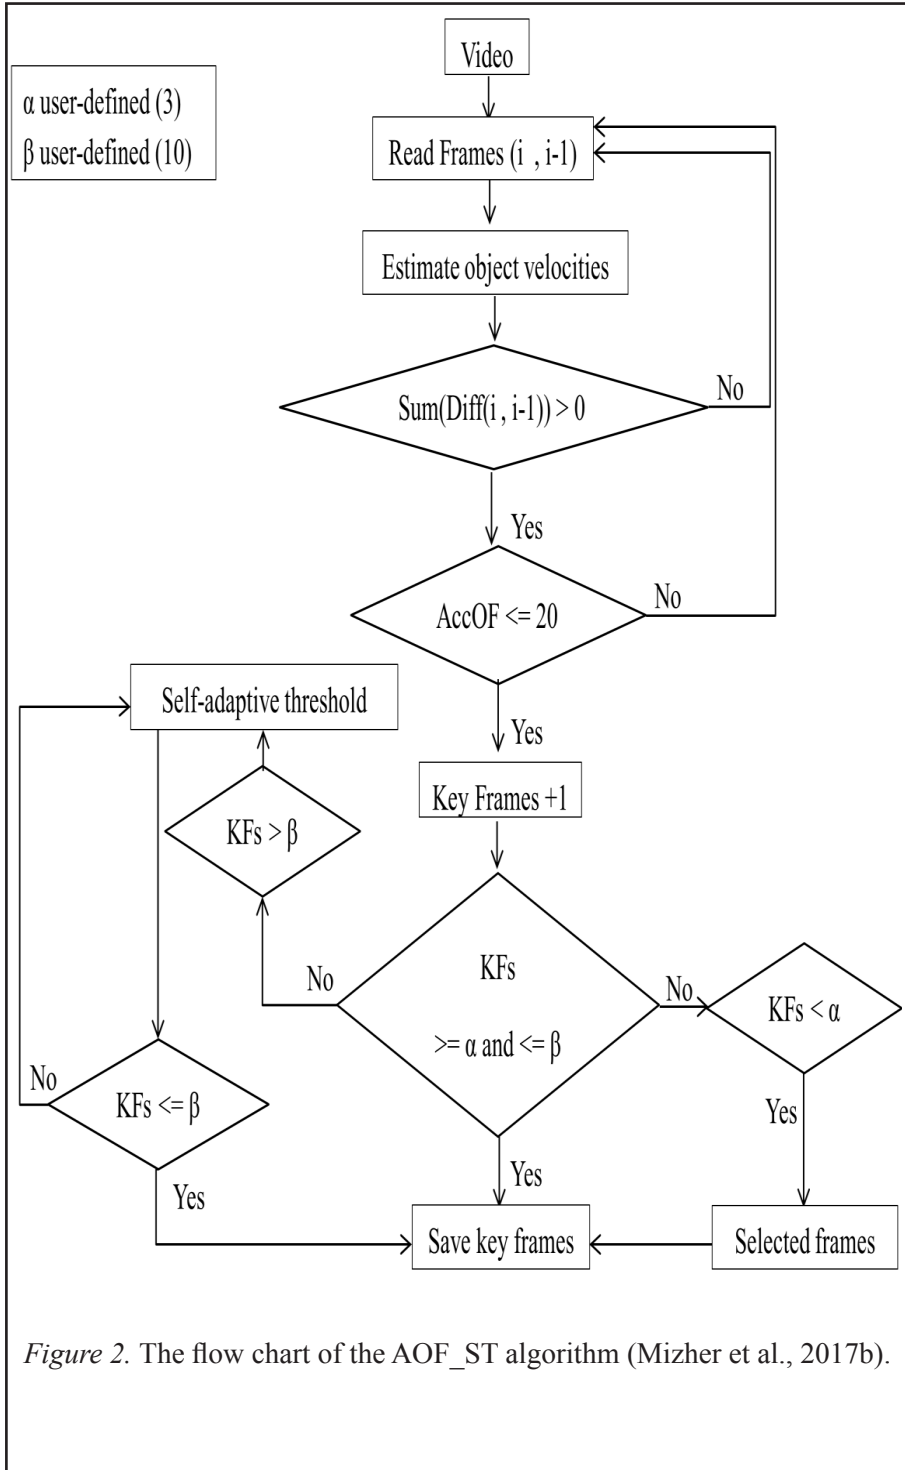 Video
α user-defined (3)
β user-defined (10)
Read Frames (i , i-1)
Estimate object velocities
Sum(Diff(i , i-1)) > 0
No
Yes
AccOF <= 20
No
Self-adaptive threshold
Yes
Key Frames +1
KFs > β
KFs
>= α and <= β
No
No
KFs < α
No
KFs <= β
Yes
Yes
Yes
Save key frames
Selected frames
Figure 2. The flow chart of the AOF_ST algorithm (Mizher et al., 2017b).